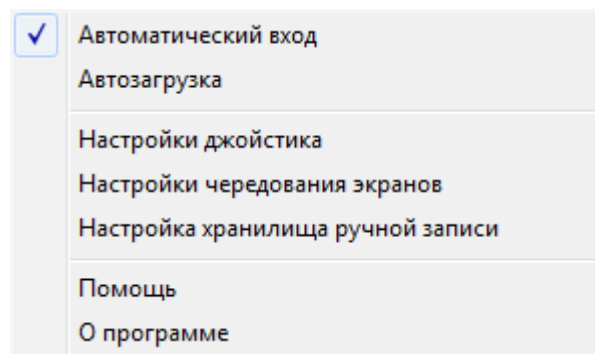 Автоматический вход
Автозагрузка
Настройки джойстика
Настройки чередования экранов
Настройка хранилища ручной записи
Помощь
О программе